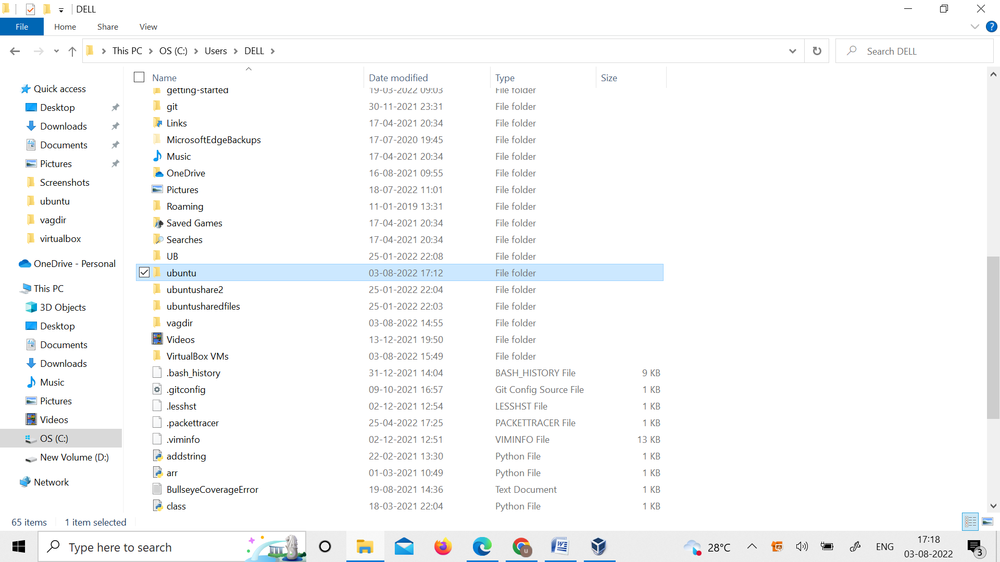 DELL
File Home Share View
This PC OS (C:) Users DELL Search DELL
Name Date modified Type Size
Quick access
Desktop
Downloads
Documents
Pictures
Screenshots
ubuntu
vagdir
virtualbox
OneDrive - Personal
This PC
3D Objects
Desktop
Documents
Downloads
Music
Pictures
Videos
OS (C:)
New Volume (D:)
Network
getting-started 19-03-2022 09:03 File folder
git 30-11-2021 23:31 File folder
Links 17-04-2021 20:34 File folder
MicrosoftEdgeBackups 17-07-2020 19:45 File folder
Music 17-04-2021 20:34 File folder
OneDrive 16-08-2021 09:55 File folder
Pictures 18-07-2022 11:01 File folder
Roaming 11-01-2019 13:31 File folder
Saved Games 17-04-2021 20:34 File folder
Searches 17-04-2021 20:34 File folder
UB 25-01-2022 22:08 File folder
ubuntu 03-08-2022 17:12 File folder
ubuntushare2 25-01-2022 22:04 File folder
ubuntusharedfiles 25-01-2022 22:03 File folder
vagdir 03-08-2022 14:55 File folder
Videos 13-12-2021 19:50 File folder
VirtualBox VMs 03-08-2022 15:49 File folder
.bash_history 31-12-2021 14:04 BASH_HISTORY File 9 KB
.gitconfig 09-10-2021 16:57 Git Config Source File 1 KB
.lesshst 02-12-2021 12:54 LESSHST File 1 KB
.packettracer 25-04-2022 17:25 PACKETTRACER File 1 KB
.viminfo 02-12-2021 12:51 VIMINFO File 13 KB
addstring 22-02-2021 13:30 Python File 1 KB
arr 01-03-2021 10:49 Python File 1 KB
BullseyeCoverageError 19-08-2021 14:36 Text Document 1 KB
class 18-03-2021 22:04 Python File 1 KB
65 items 1 item selected
Type here to search 28°C ENG 17:18 3
03-08-2022